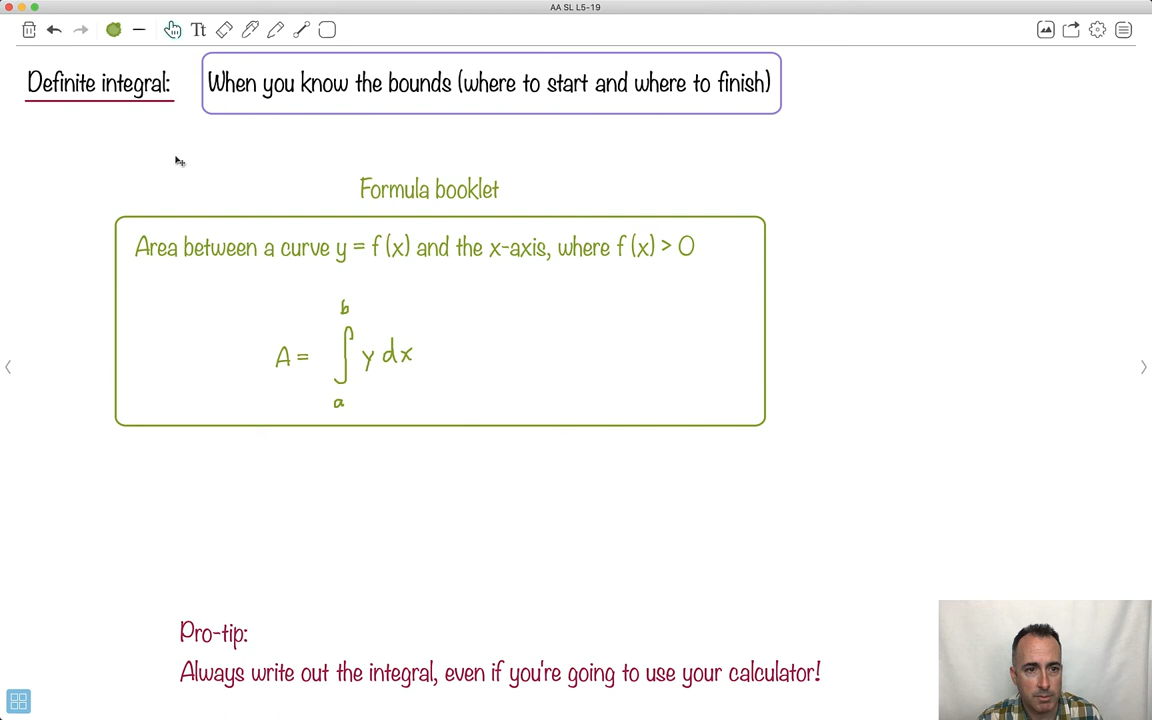 AA SL L5-19
Tt
Definite integral:
When you know the bounds (where to start and where to finish)
Formula booklet
Area between a curve y = f (x) and the x-axis, where f (x) > 0
b
A = ∫ y dx
a
Pro-tip:
Always write out the integral, even if you're going to use your calculator!